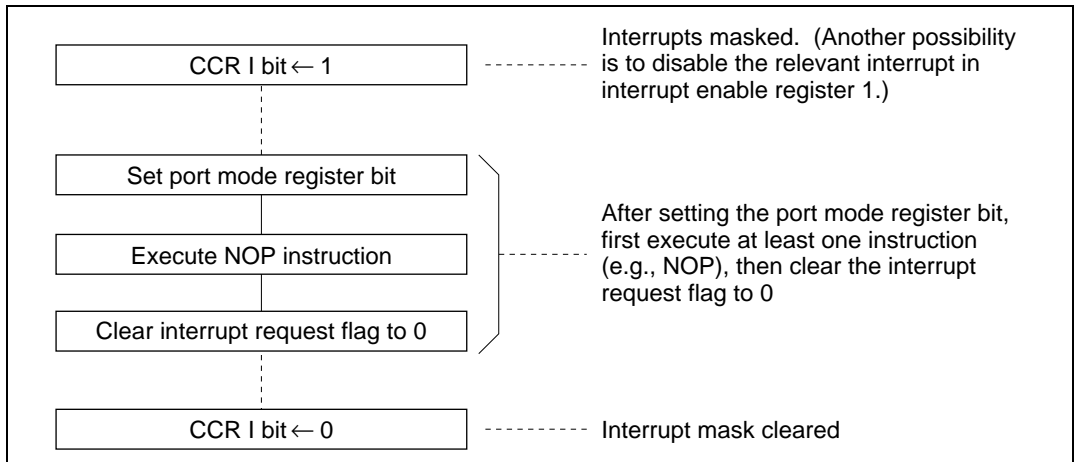 CCR I bit ← 1
Interrupts masked. (Another possibility
is to disable the relevant interrupt in
interrupt enable register 1.)
Set port mode register bit
Execute NOP instruction
Clear interrupt request flag to 0
After setting the port mode register bit,
first execute at least one instruction
(e.g., NOP), then clear the interrupt
request flag to 0
CCR I bit ← 0
Interrupt mask cleared